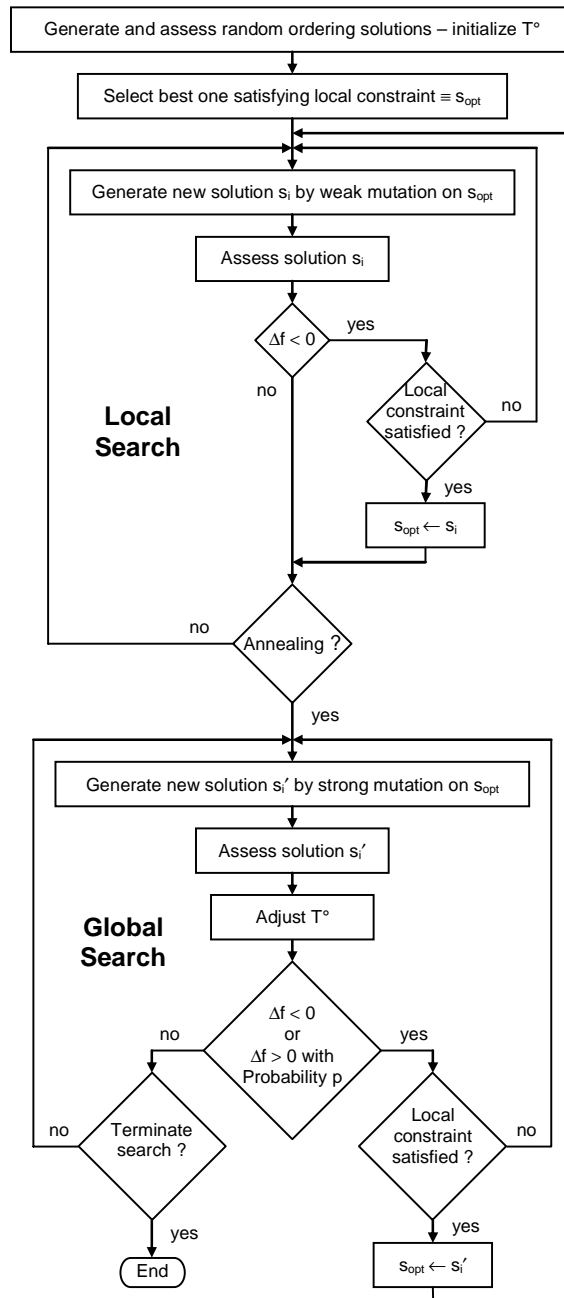 Generate and assess random ordering solutions – initialize T°
Select best one satisfying local constraint ≡ sopt
Generate new solution si by weak mutation on sopt
Assess solution si
Δf < 0
yes
no
Local
constraint
satisfied ?
no
yes
sopt ← si
Local
Search
Annealing ?
no
yes
Generate new solution si′ by strong mutation on sopt
Assess solution si′
Adjust T°
Global
Search
Δf < 0
or
Δf > 0 with
Probability p
no
yes
Terminate
search ?
no
yes
End
Local
constraint
satisfied ?
no
yes
sopt ← si′